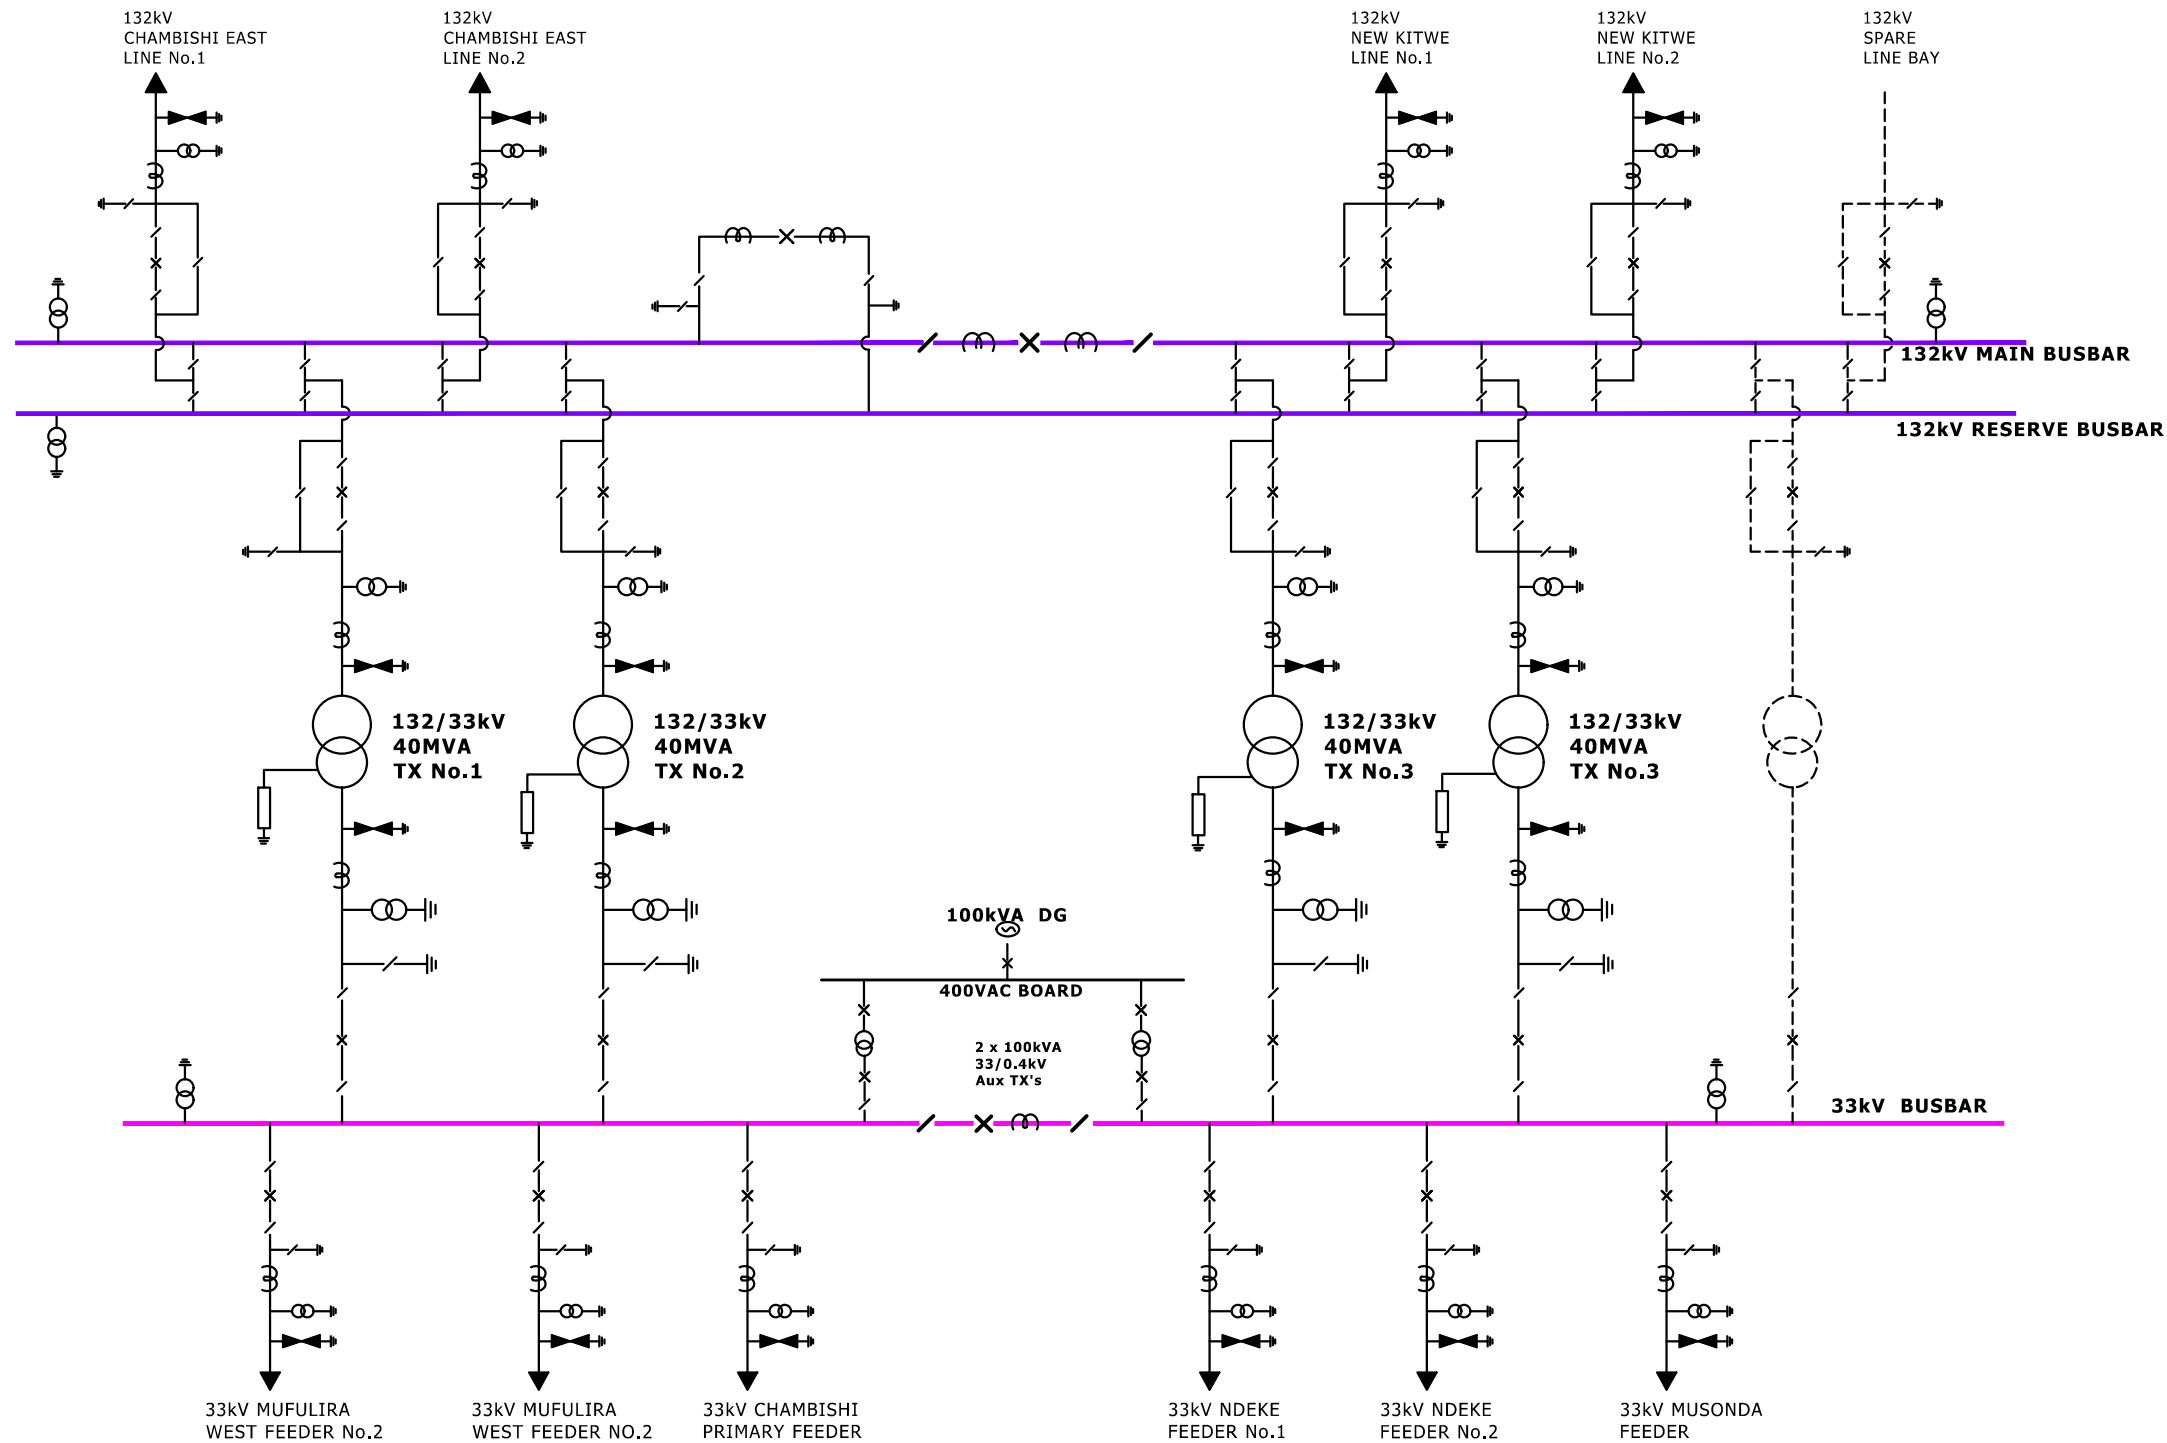 132kV
CHAMBISHI EAST
LINE No.1
132kV
CHAMBISHI EAST
LINE No.2
132kV
NEW KITWE
LINE No.1
132kV
NEW KITWE
LINE No.2
132kV
SPARE
LINE BAY
132kV MAIN BUSBAR
132kV RESERVE BUSBAR
132/33kV
40MVA
TX No.1
132/33kV
40MVA
TX No.2
132/33kV
40MVA
TX No.3
132/33kV
40MVA
TX No.3
100kVA DG
400VAC BOARD
2 x 100kVA
33/0.4kV
Aux TX's
33kV BUSBAR
33kV MUFULIRA
WEST FEEDER No.2
33kV MUFULIRA
WEST FEEDER NO.2
33kV CHAMBISHI
PRIMARY FEEDER
33kV NDEKE
FEEDER No.1
33kV NDEKE
FEEDER No.2
33kV MUSONDA
FEEDER